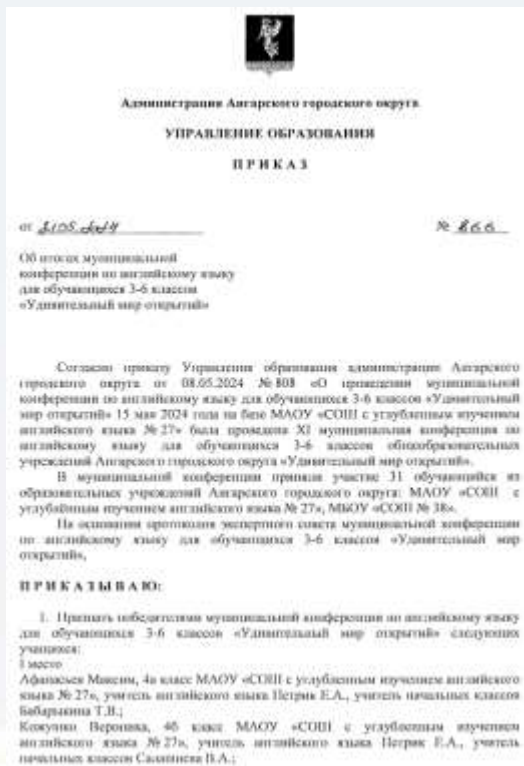 Администрация Ангарского городского округа
УПРАВЛЕНИЕ ОБРАЗОВАНИЯ
П Р И К А З
от 21.05.2024 № 866
Об итогах муниципальной
конференции по английскому языку
для обучающихся 3-6 классов
«Удивительный мир открытий»
Согласно приказу Управления образования администрации Ангарского
городского округа от 08.05.2024 № 808 «О проведении муниципальной
конференции по английскому языку для обучающихся 3-6 классов «Удивительный
мир открытий» 15 мая 2024 года на базе МАОУ «СОШ с углубленным изучением
английского языка № 27» была проведена XI муниципальная конференция по
английскому языку для обучающихся 3-6 классов общеобразовательных
учреждений Ангарского городского округа «Удивительный мир открытий».
В муниципальной конференции приняли участие 31 обучающийся из
образовательных учреждений Ангарского городского округа: МАОУ «СОШ с
углублённым изучением английского языка № 27», МБОУ «СОШ № 38».
На основании протоколов экспертного совета муниципальной конференции
по английскому языку для обучающихся 3-6 классов «Удивительный мир
открытий»,
П Р И К А З Ы В А Ю:
1. Признать победителями муниципальной конференции по английскому языку
для обучающихся 3-6 классов «Удивительный мир открытий» следующих
учащихся:
I место
Афанасьев Максим, 4а класс МАОУ «СОШ с углубленным изучением английского
языка № 27», учитель английского языка Петрик Е.А., учитель начальных классов
Бабарыкина Т.В.;
Кожушко Вероника, 4б класс МАОУ «СОШ с углубленным изучением
английского языка № 27», учитель английского языка Петрик Е.А., учитель
начальных классов В.А.;